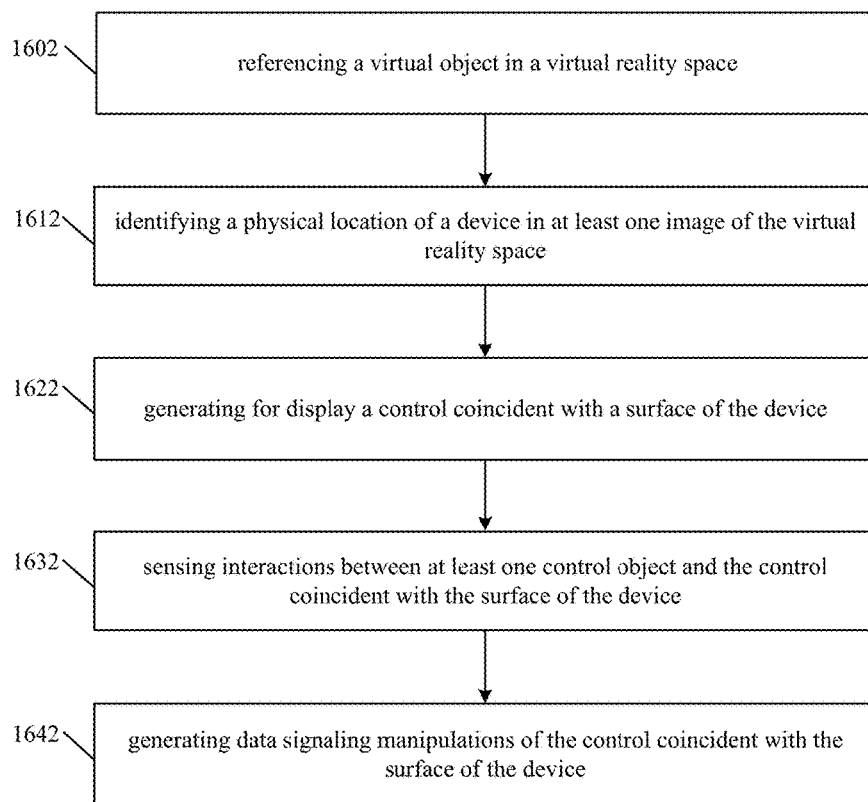 1602
referencing a virtual object in a virtual reality space
1612
identifying a physical location of a device in at least one image of the virtual
reality space
1622
generating for display a control coincident with a surface of the device
1632
sensing interactions between at least one control object and the control
coincident with the surface of the device
1642
generating data signaling manipulations of the control coincident with the
surface of the device